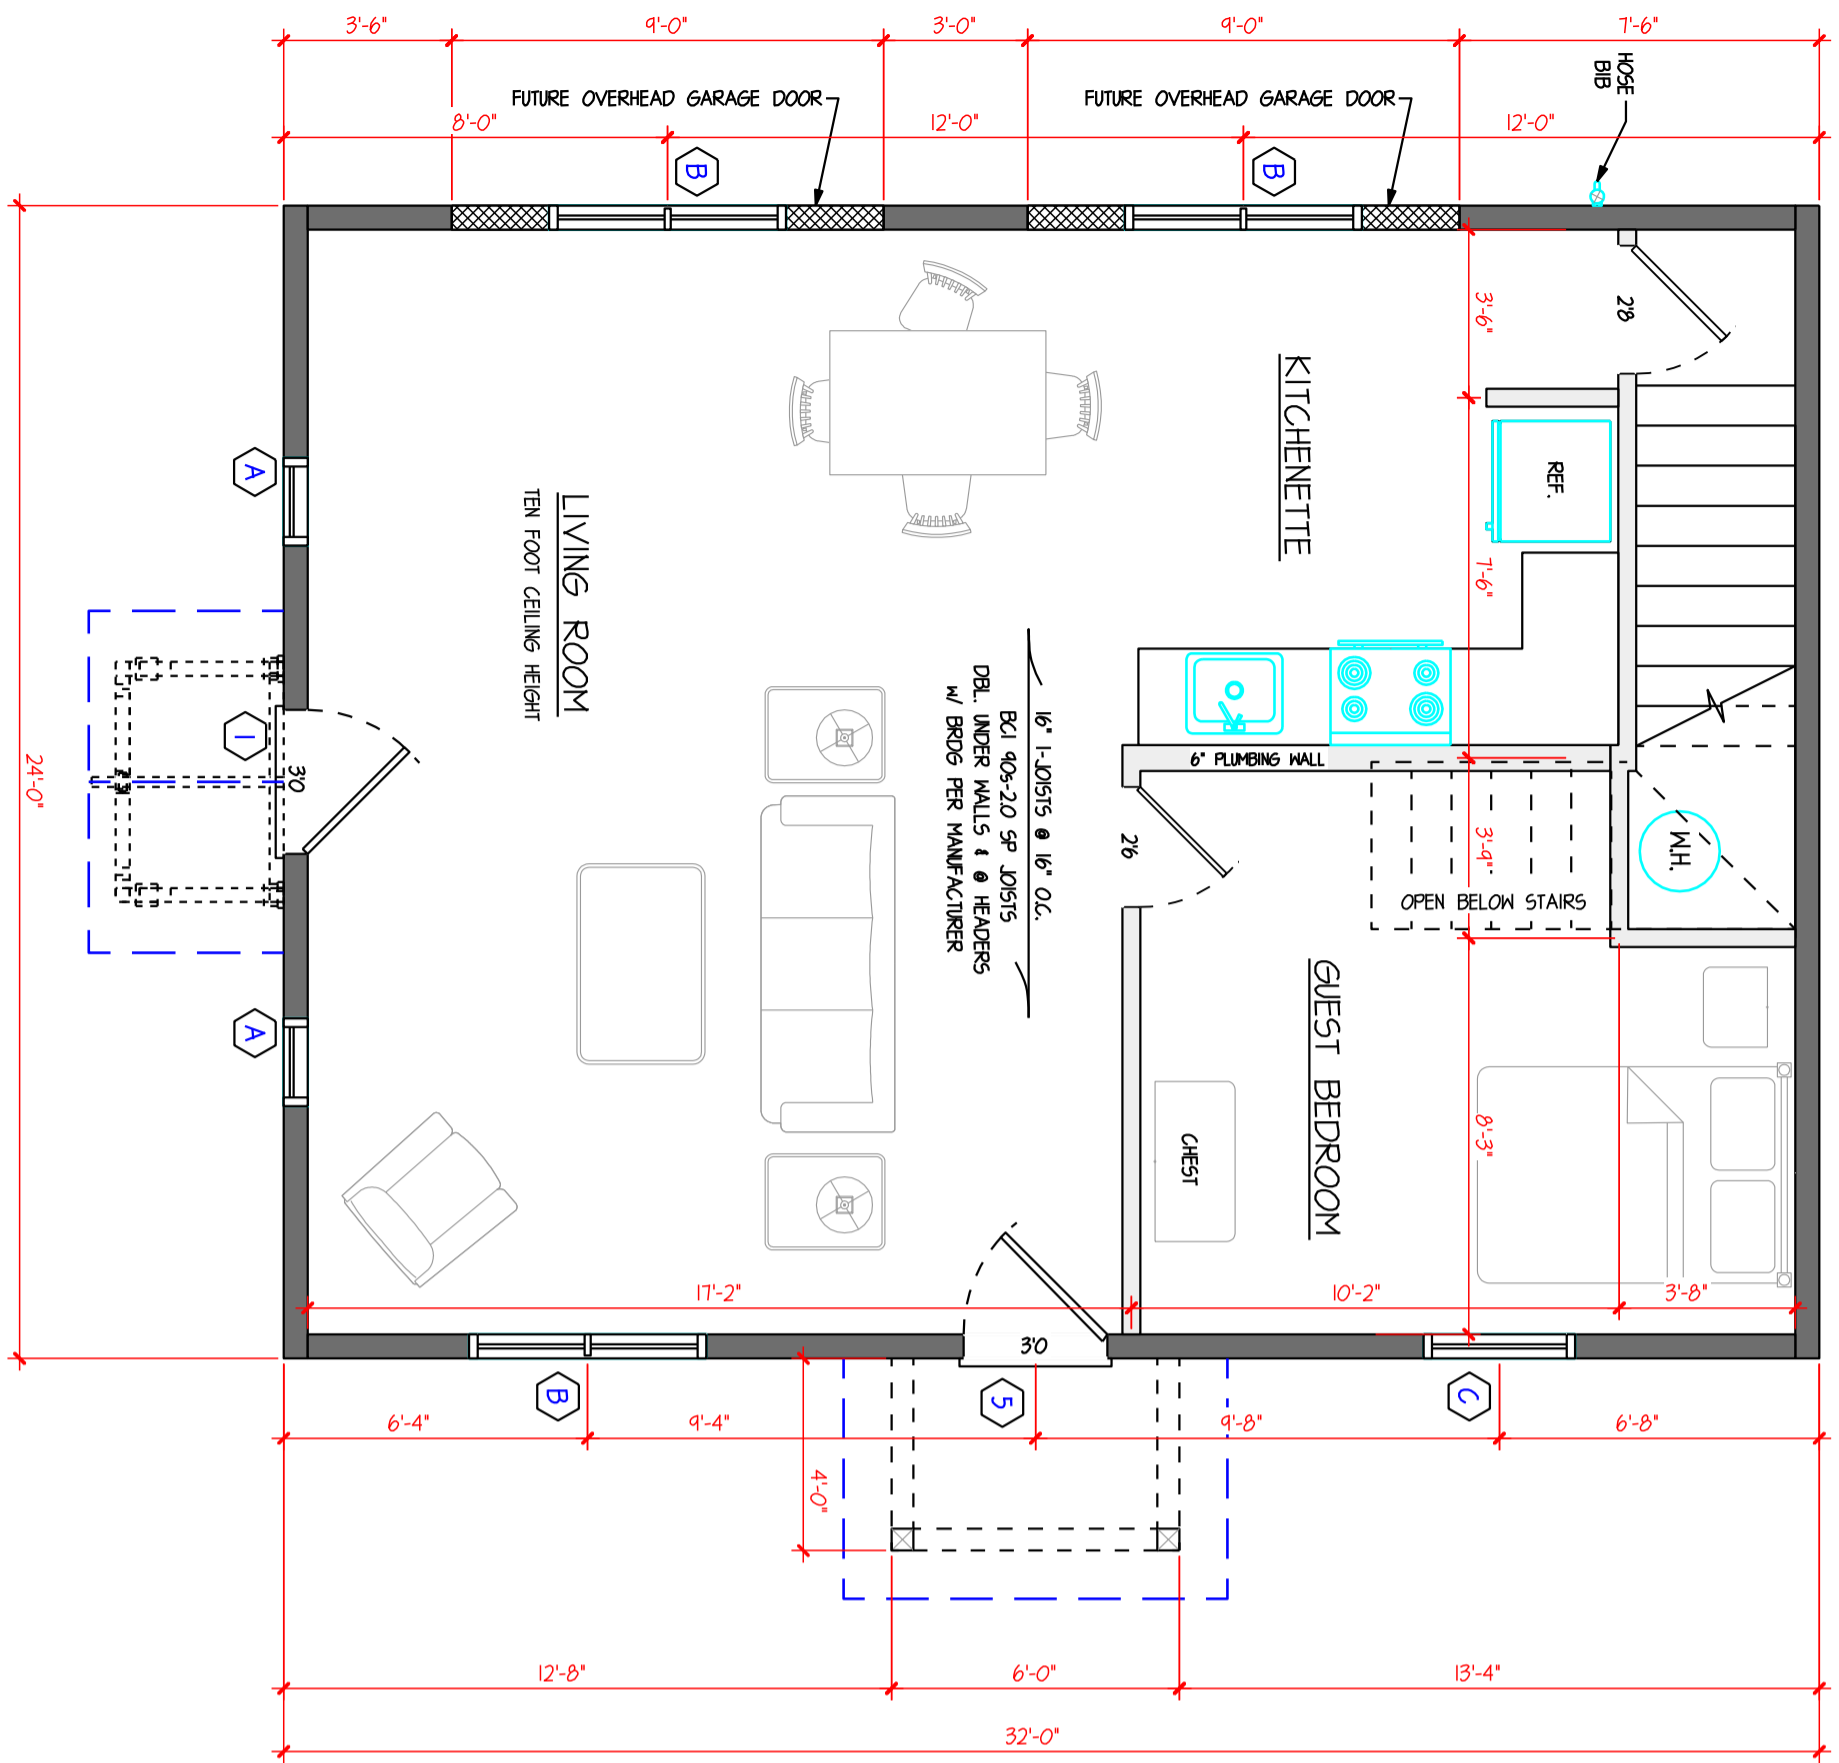 3'-6"
9'-0"
3'-0"
9'-0"
7'-6"
HOSE
BIB
FUTURE OVERHEAD GARAGE DOOR
FUTURE OVERHEAD GARAGE DOOR
8'-0"
12'-0"
12'-0"
B
B
3'-6"
2'8
KITCHENETTE
REF.
7'-6"
A
LIVING ROOM
TEN FOOT CEILING HEIGHT
16" I-JOISTS @ 16" O.C.
BCI 90s-2.0 SP JOISTS
DBL. UNDER WALLS & @ HEADERS
W/ BRDG PER MANUFACTURER
6" PLUMBING WALL
1
3'0
24'-0"
2'6
3'-9"
W.H.
OPEN BELOW STAIRS
A
GUEST BEDROOM
CHEST
8'-3"
17'-2"
10'-2"
3'-8"
3'0
B
5
C
6'-4"
9'-4"
9'-8"
6'-8"
4'-0"
12'-8"
6'-0"
13'-4"
32'-0"